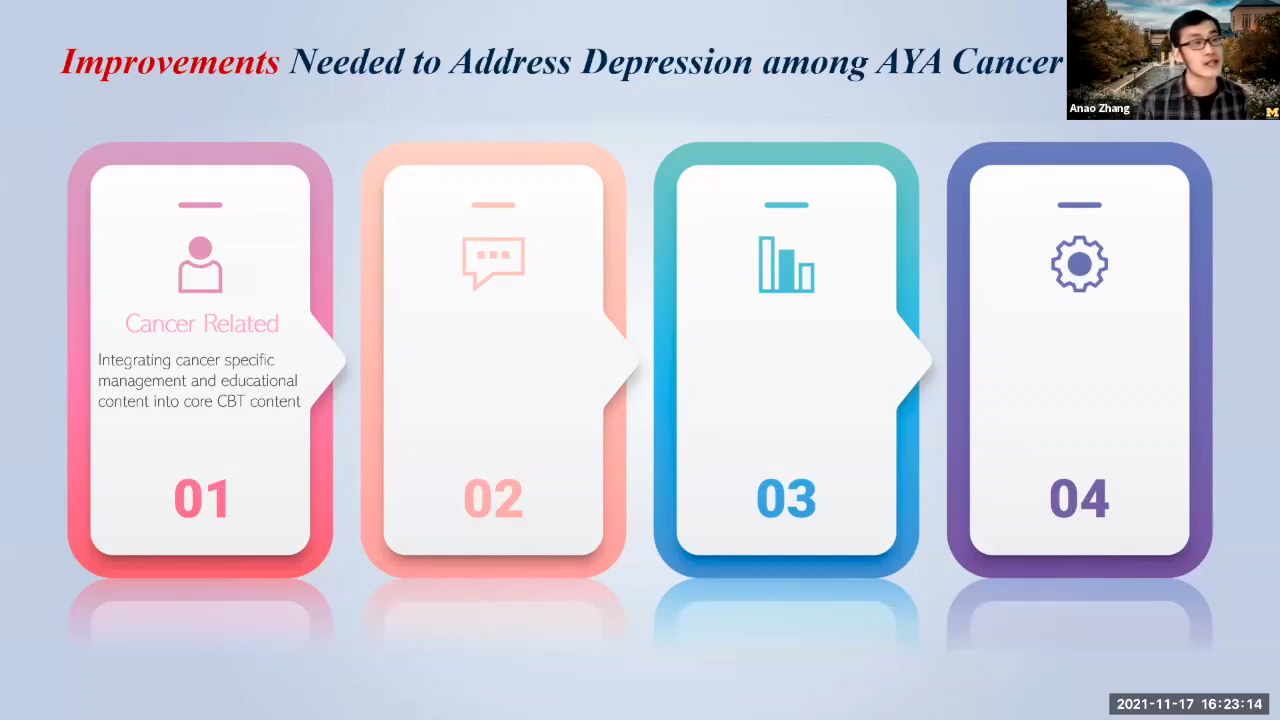 Improvements Needed to Address Depression among AYA Cancer
Anao Zhang
M
Cancer Related
Integrating cancer specific
management and educational
content into core CBT content
01
02
03
04
2021-11-17 16:23:14